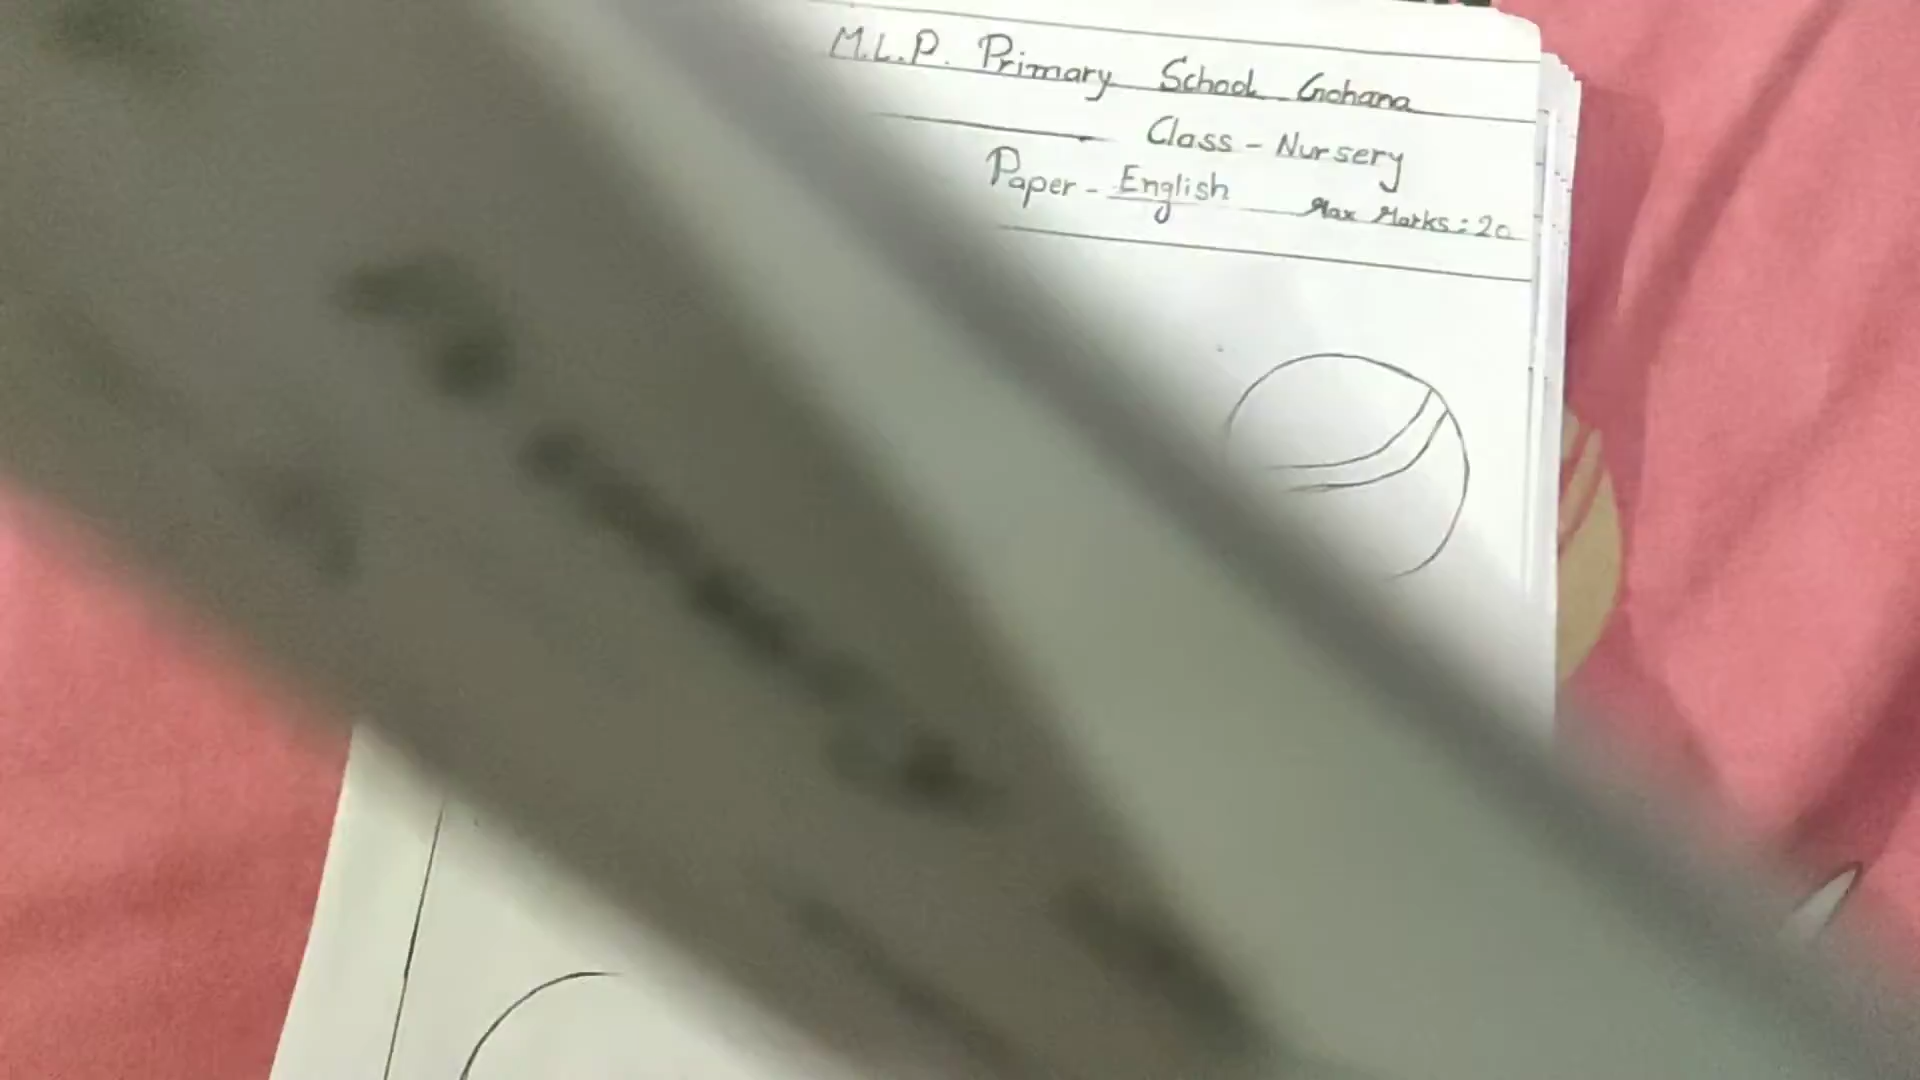 M.L.P. Primary School Gohana
Class - Nursery
Paper - English Max Marks: 20